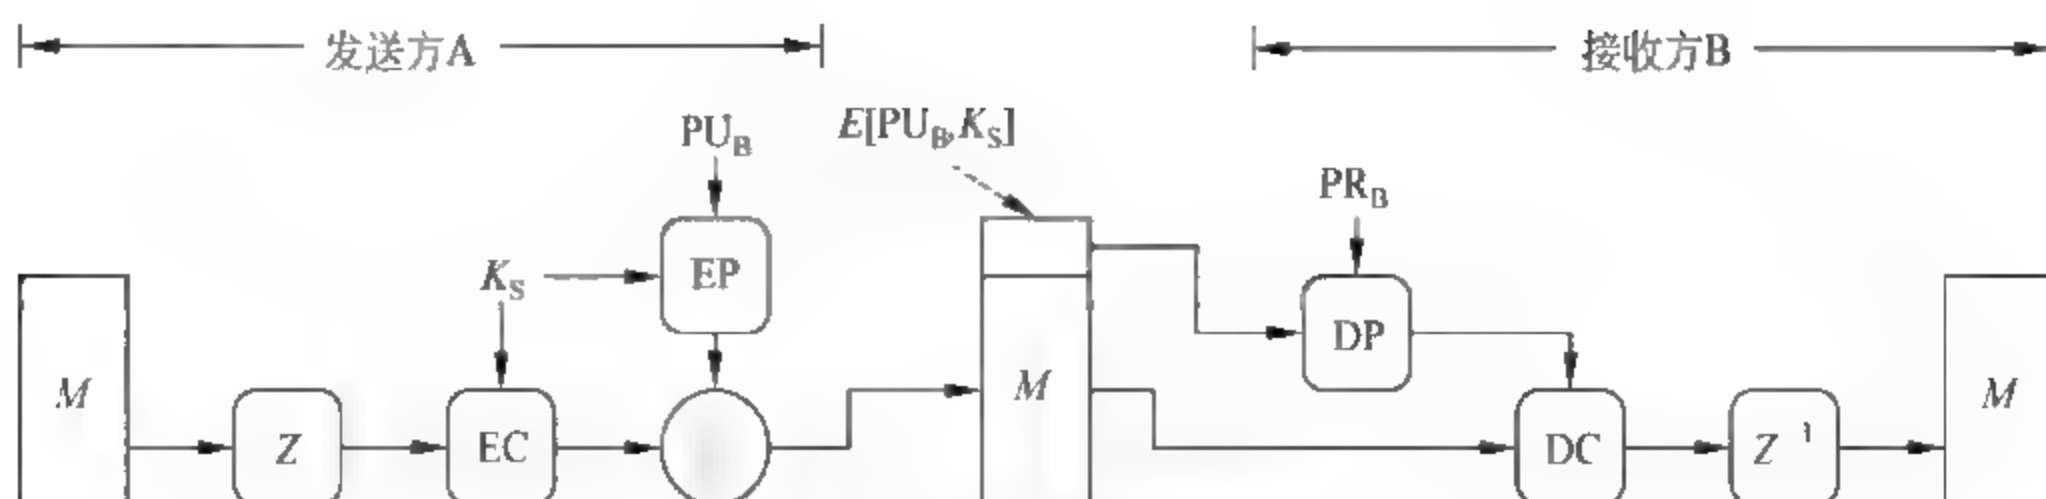 发送方A
接收方B
PU_B
E[PU_B,K_S]
PR_B
K_S
EP
DP
M
Z
EC
M
DC
Z⁻¹
M